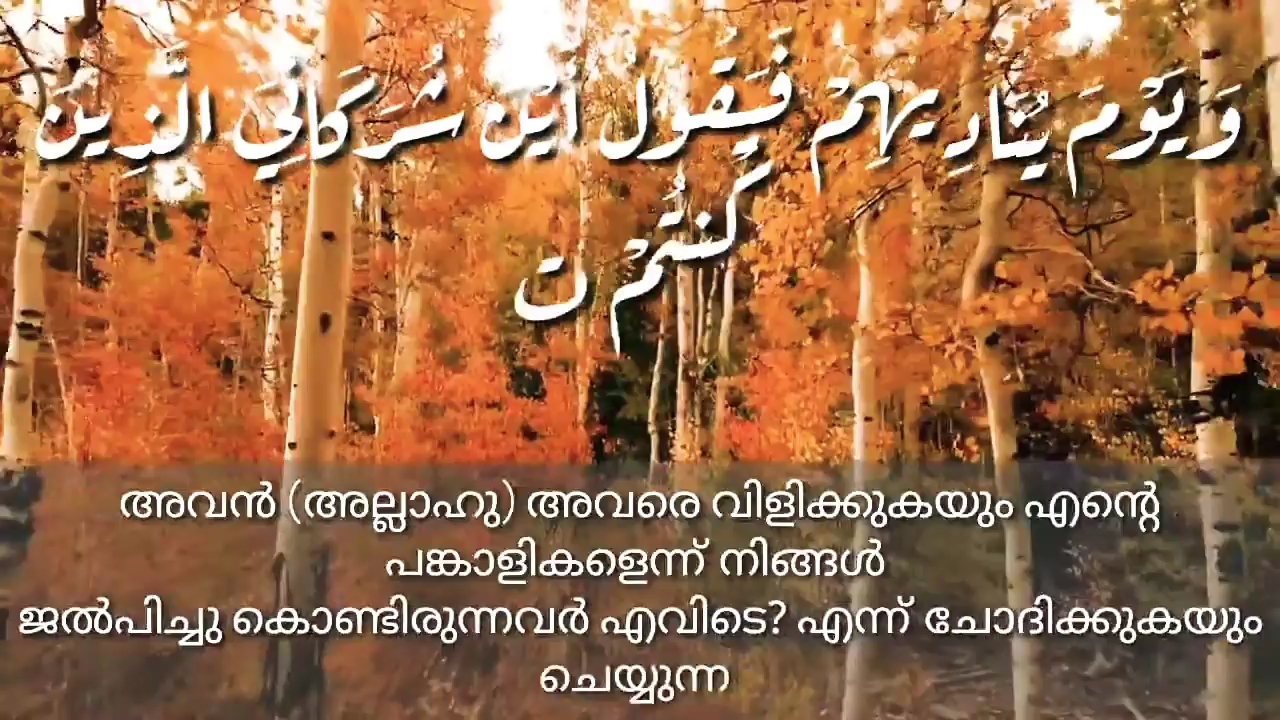 وَيَوْمَ يُنَادِيهِمْ فَيَقُولُ أَيْنَ شُرَكَائِيَ الَّذِينَ
كُنتُمْ ت
അവൻ (അല്ലാഹു) അവരെ വിളിക്കുകയും എന്റെ
പങ്കാളികളെന്ന് നിങ്ങൾ
ജൽപിച്ചു കൊണ്ടിരുന്നവർ എവിടെ? എന്ന് ചോദിക്കുകയും
ചെയ്യുന്ന